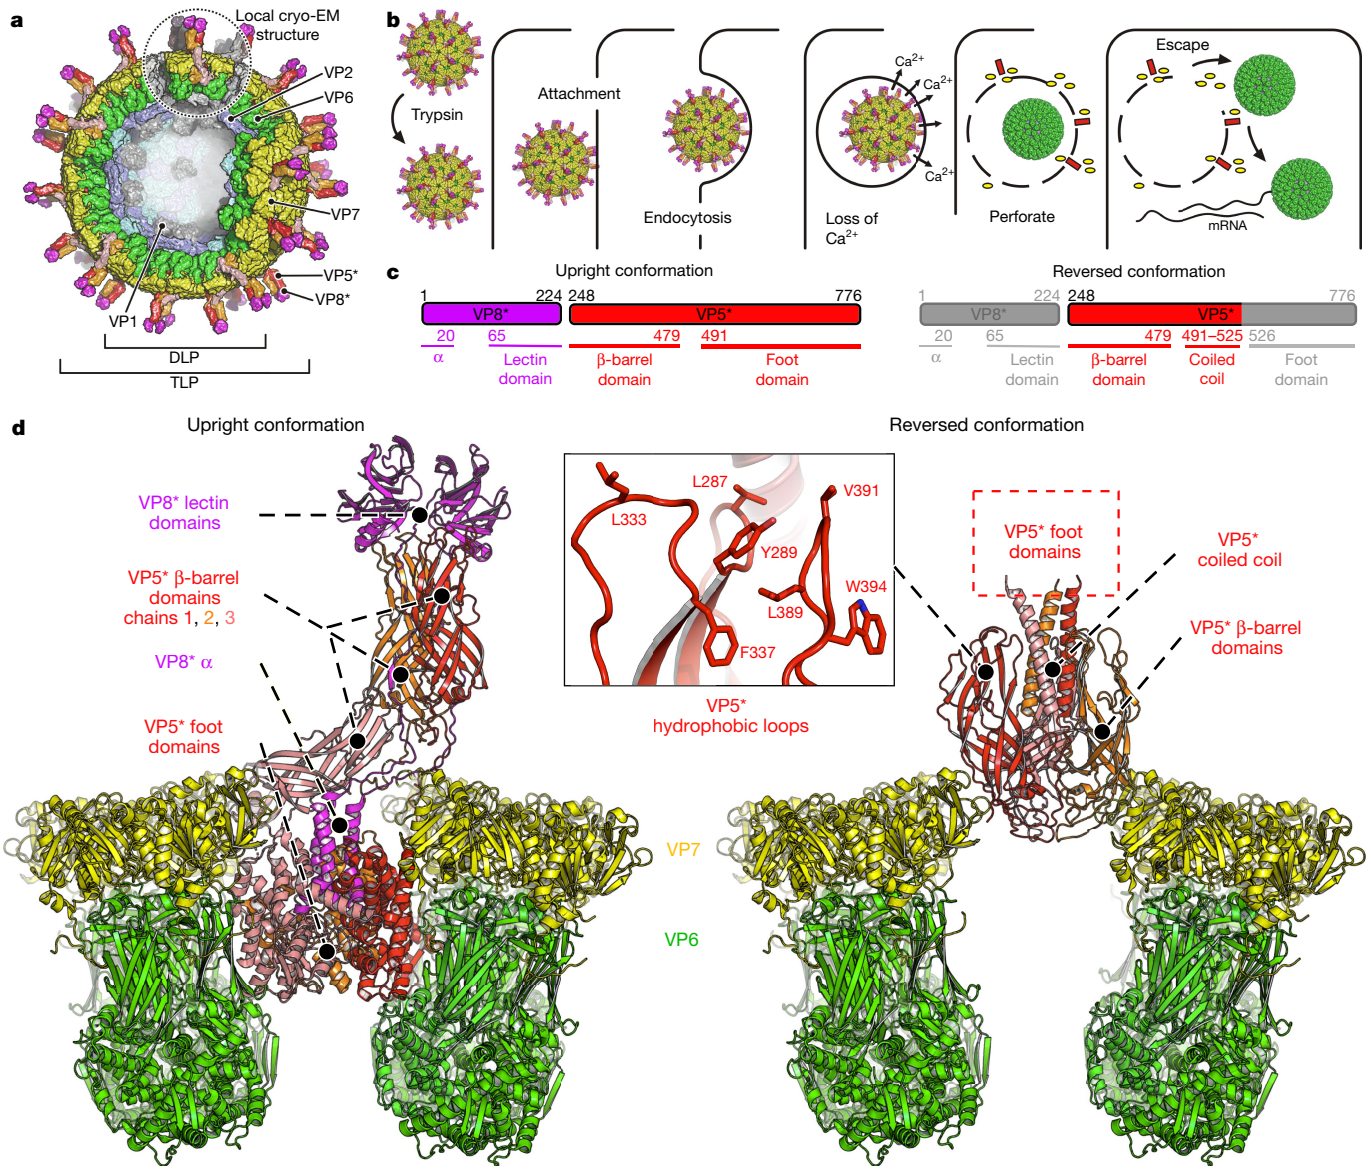 a
Local cryo-EM
structure
VP2
VP6
VP7
VP5*
VP8*
VP1
DLP
TLP
b
Trypsin
Attachment
Endocytosis
Loss of
Ca2+
Ca2+
Ca2+
Ca2+
Perforate
Escape
mRNA
c
Upright conformation
1 224 248 776
VP8* VP5*
20 65 479 491
α Lectin domain β-barrel domain Foot domain
Reversed conformation
1 224 248 776
VP8* VP5*
20 65 479 491–525 526
α Lectin domain β-barrel domain Coiled coil Foot domain
d
Upright conformation
VP8* lectin
domains
VP5* β-barrel
domains
chains 1, 2, 3
VP8* α
VP5* foot
domains
L287
L333
Y289
V391
L389
W394
F337
VP5*
hydrophobic loops
Reversed conformation
VP5* foot
domains
VP5*
coiled coil
VP5* β-barrel
domains
VP7
VP6